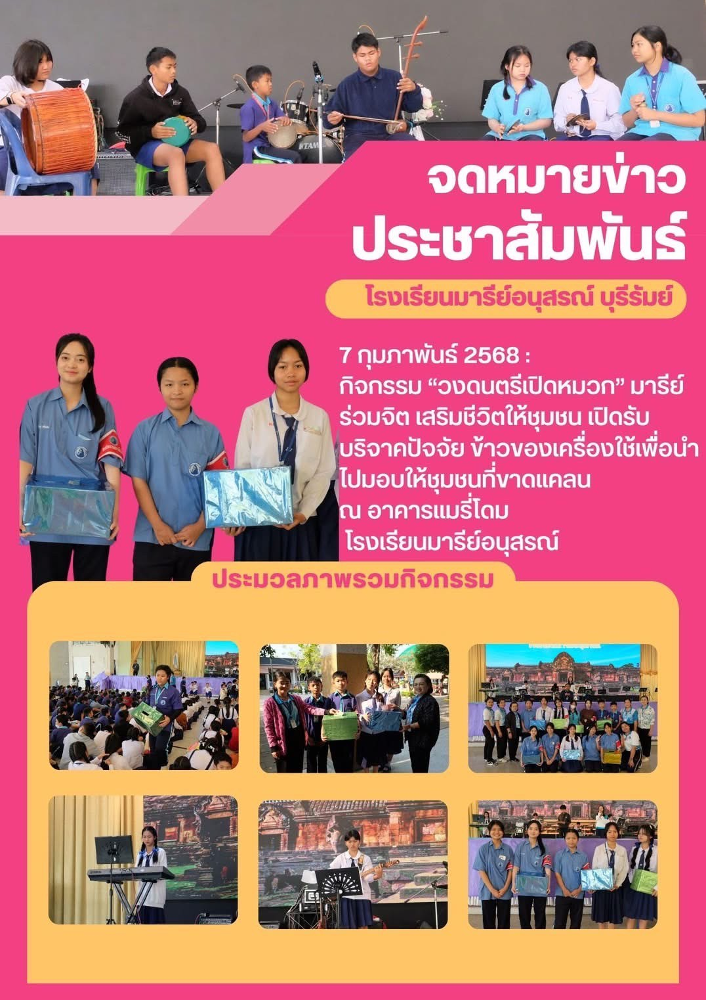 จดหมายข่าว
ประชาสัมพันธ์
โรงเรียนมารีย์อนุสรณ์ บุรีรัมย์
7 กุมภาพันธ์ 2568 :
กิจกรรม “วงดนตรีเปิดหมวก” มารีย์
ร่วมจิต เสริมชีวิตให้ชุมชน เปิดรับ
บริจาคปัจจัย ข้าวของเครื่องใช้เพื่อนำ
ไปมอบให้ชุมชนที่ขาดแคลน
ณ อาคารแมรี่โดม
โรงเรียนมารีย์อนุสรณ์
ประมวลภาพรวมกิจกรรม
TAMA